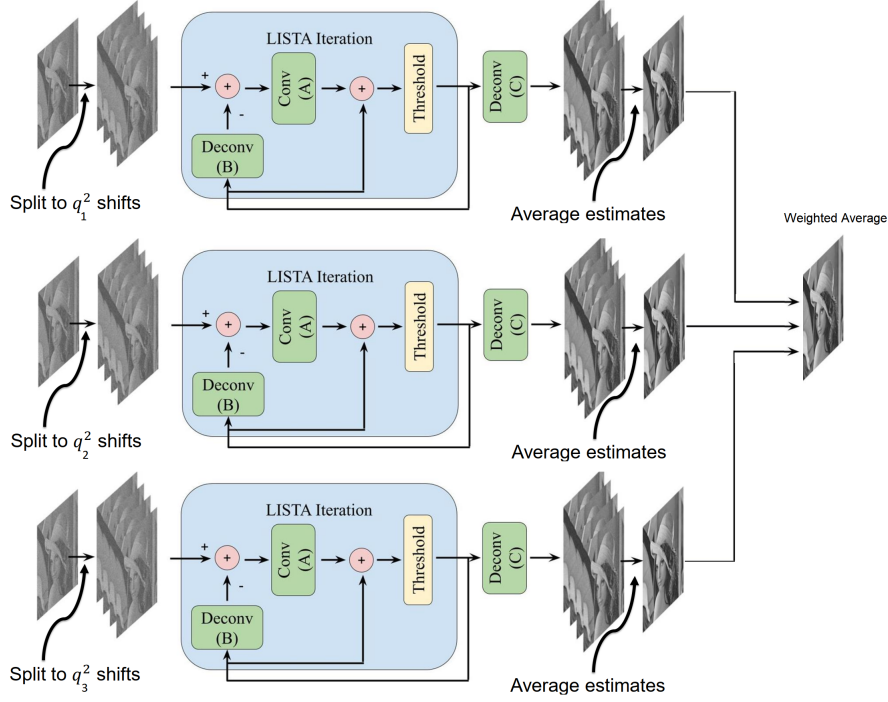 LISTA Iteration
+
+
Conv
(A)
+
Threshold
Deconv
(C)
-
Deconv
(B)
Split to q₁² shifts
Average estimates
Weighted Average
LISTA Iteration
+
+
Conv
(A)
+
Threshold
Deconv
(C)
-
Deconv
(B)
Split to q₂² shifts
Average estimates
LISTA Iteration
+
+
Conv
(A)
+
Threshold
Deconv
(C)
-
Deconv
(B)
Split to q₃² shifts
Average estimates